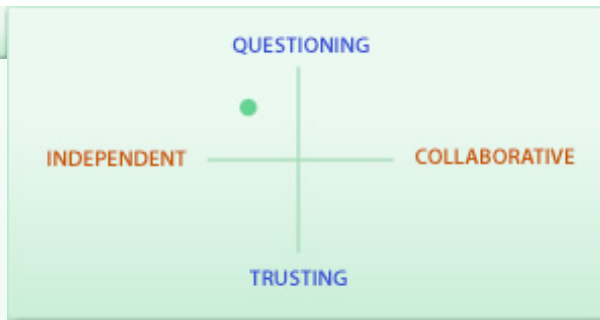 QUESTIONING
INDEPENDENT
COLLABORATIVE
TRUSTING